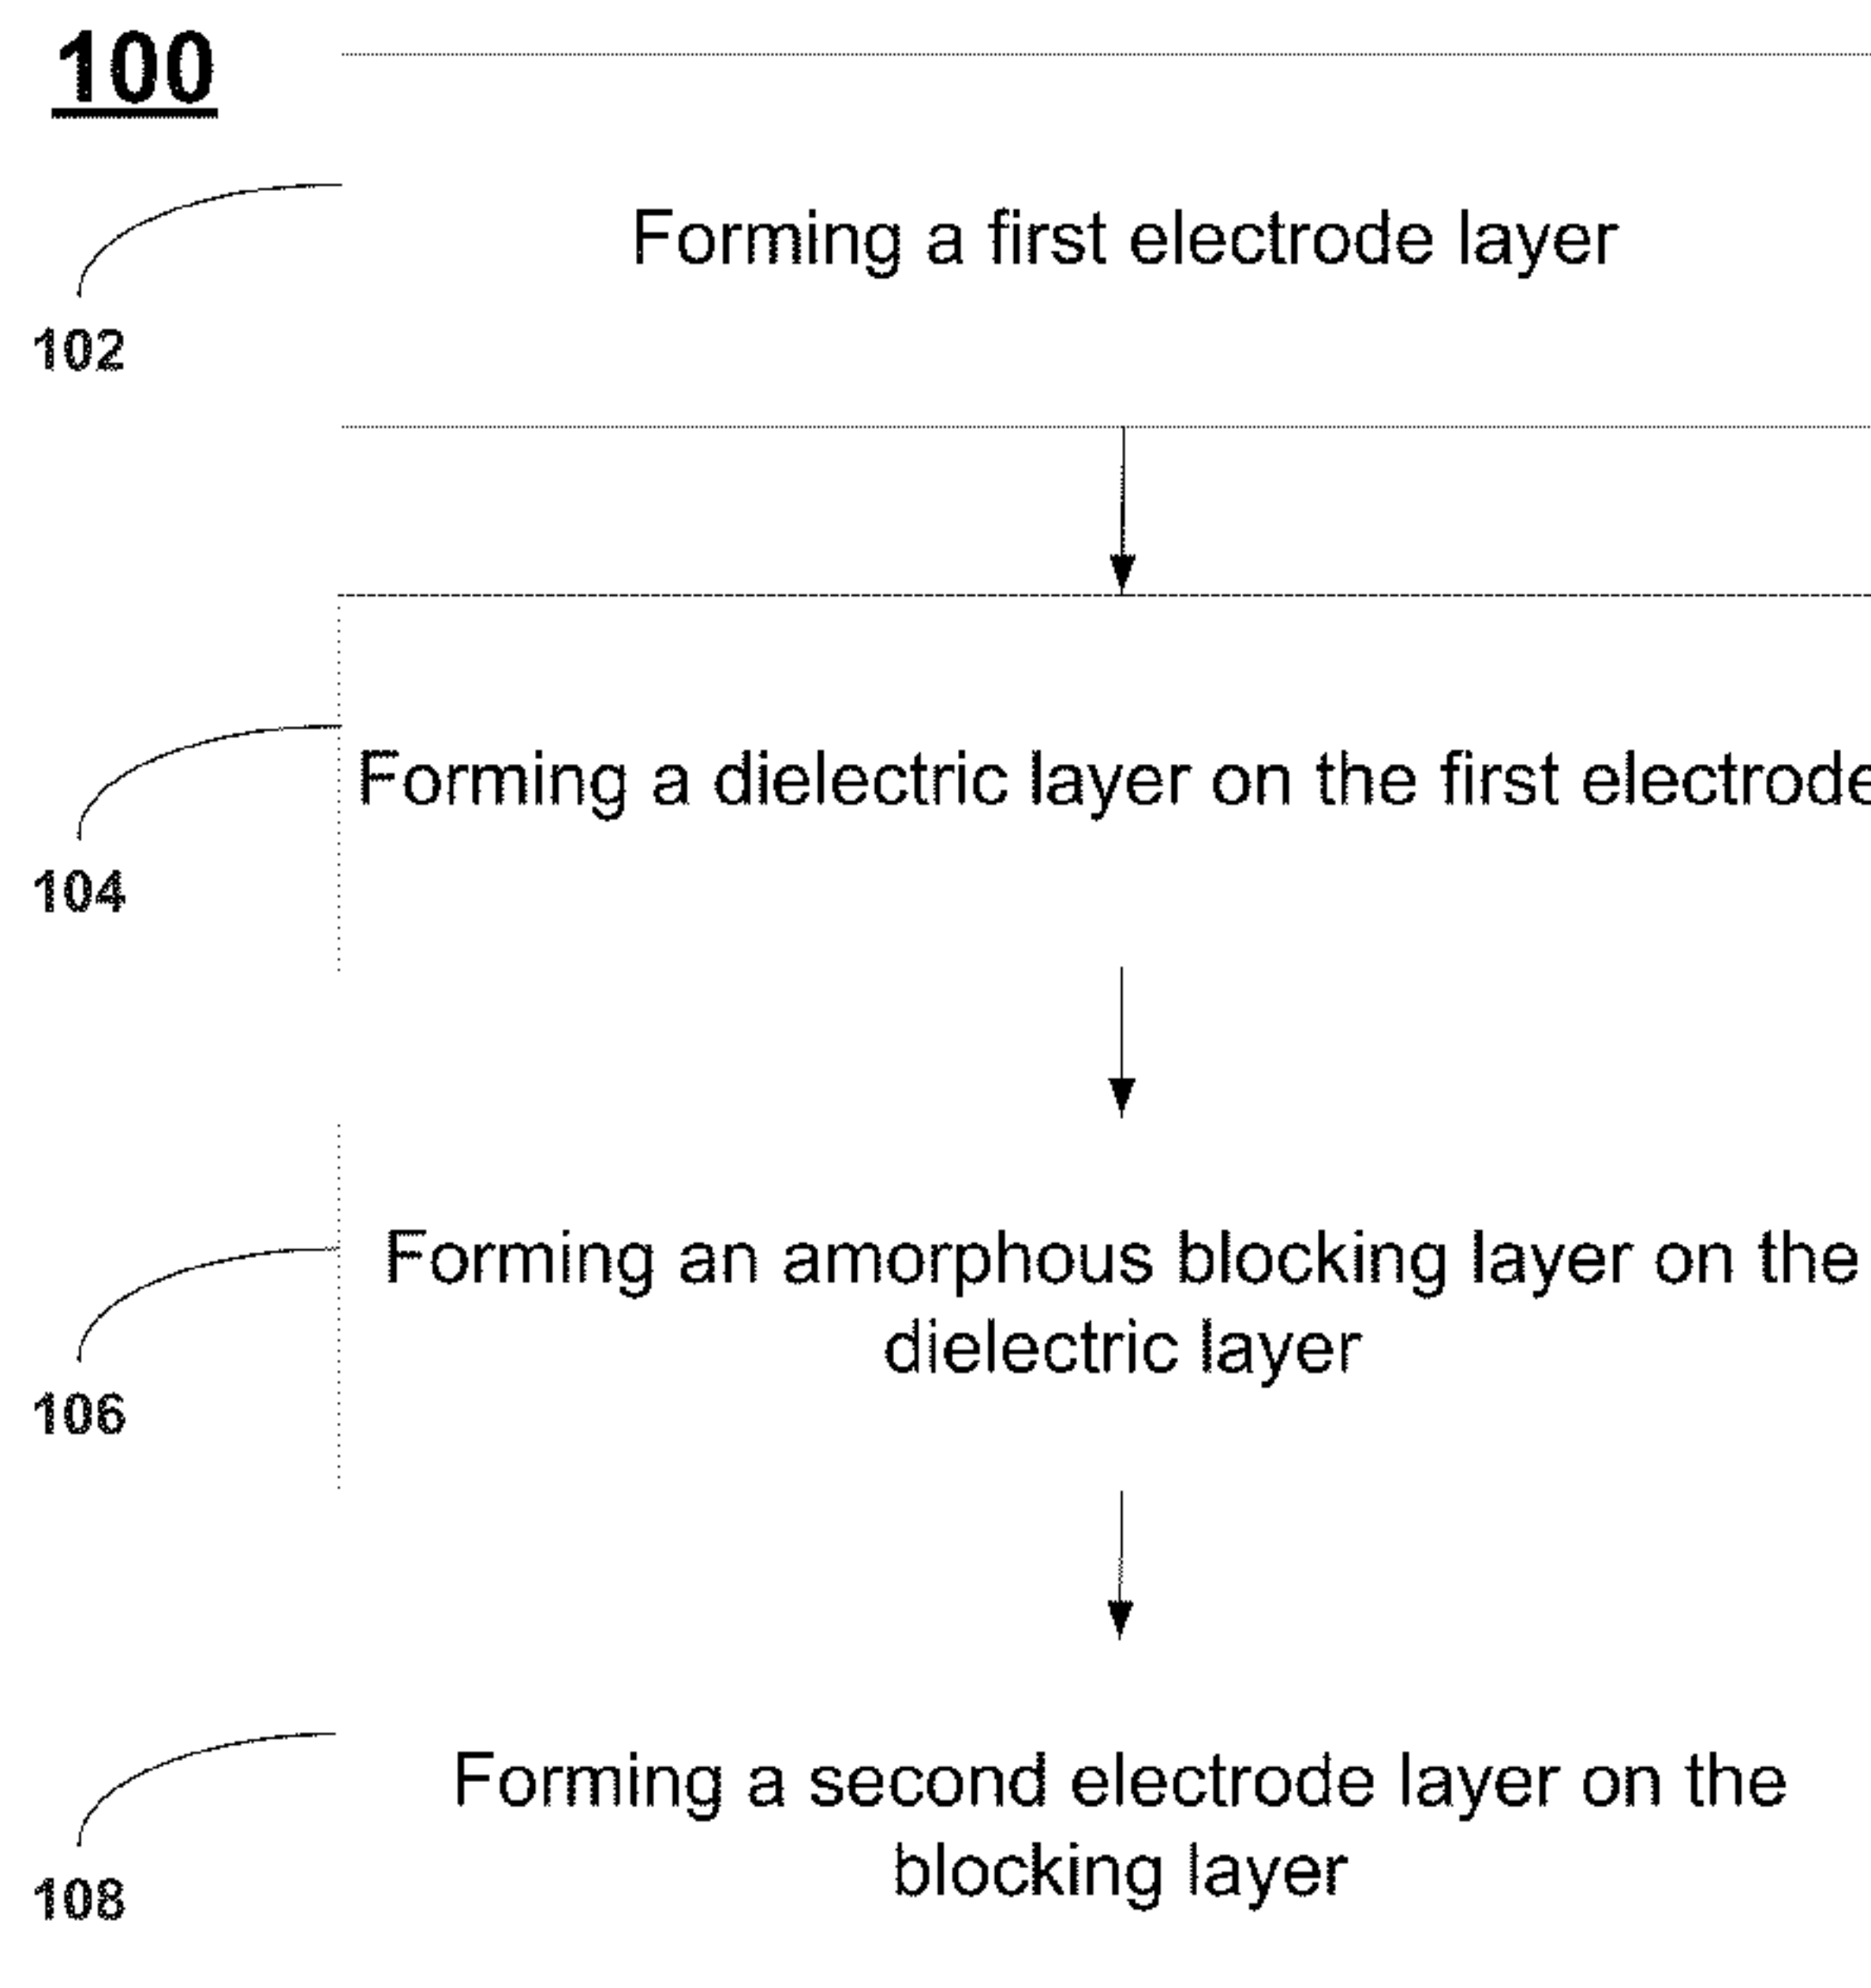 100
Forming a first electrode layer
102
Forming a dielectric layer on the first electrode
104
Forming an amorphous blocking layer on the
dielectric layer
106
Forming a second electrode layer on the
blocking layer
108